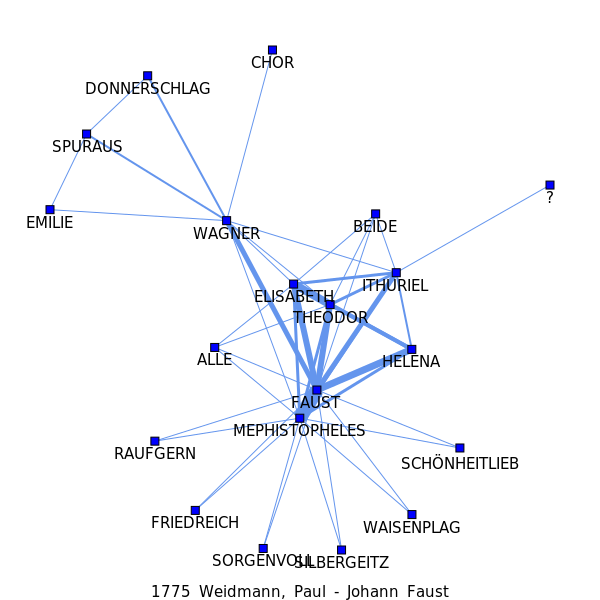 CHOR
DONNERSCHLAG
SPURAUS
?
EMILIE
BEIDE
WAGNER
ITHURIEL
ELISABETH
THEODOR
ALLE
HELENA
FAUST
MEPHISTOPHELES
RAUFGERN
SCHÖNHEITLIEB
FRIEDREICH
WAISENPLAG
SORGENVOLL
SILBERGEITZ
1775 Weidmann, Paul - Johann Faust